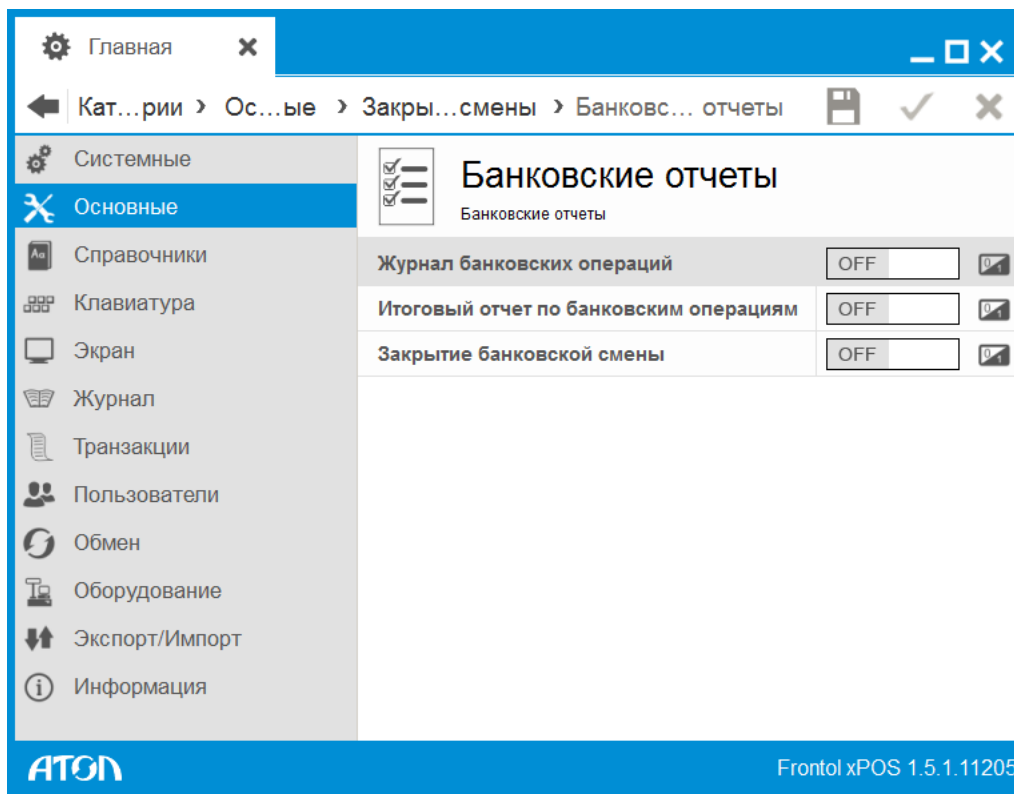 Главная
Кат...рии › Ос...ые › Закры...смены › Банковс... отчеты
Системные
Основные
Справочники
Клавиатура
Экран
Журнал
Транзакции
Пользователи
Обмен
Оборудование
Экспорт/Импорт
Информация
Банковские отчеты
Банковские отчеты
Журнал банковских операций OFF
Итоговый отчет по банковским операциям OFF
Закрытие банковской смены OFF
АТОЛ
Frontol xPOS 1.5.1.11205